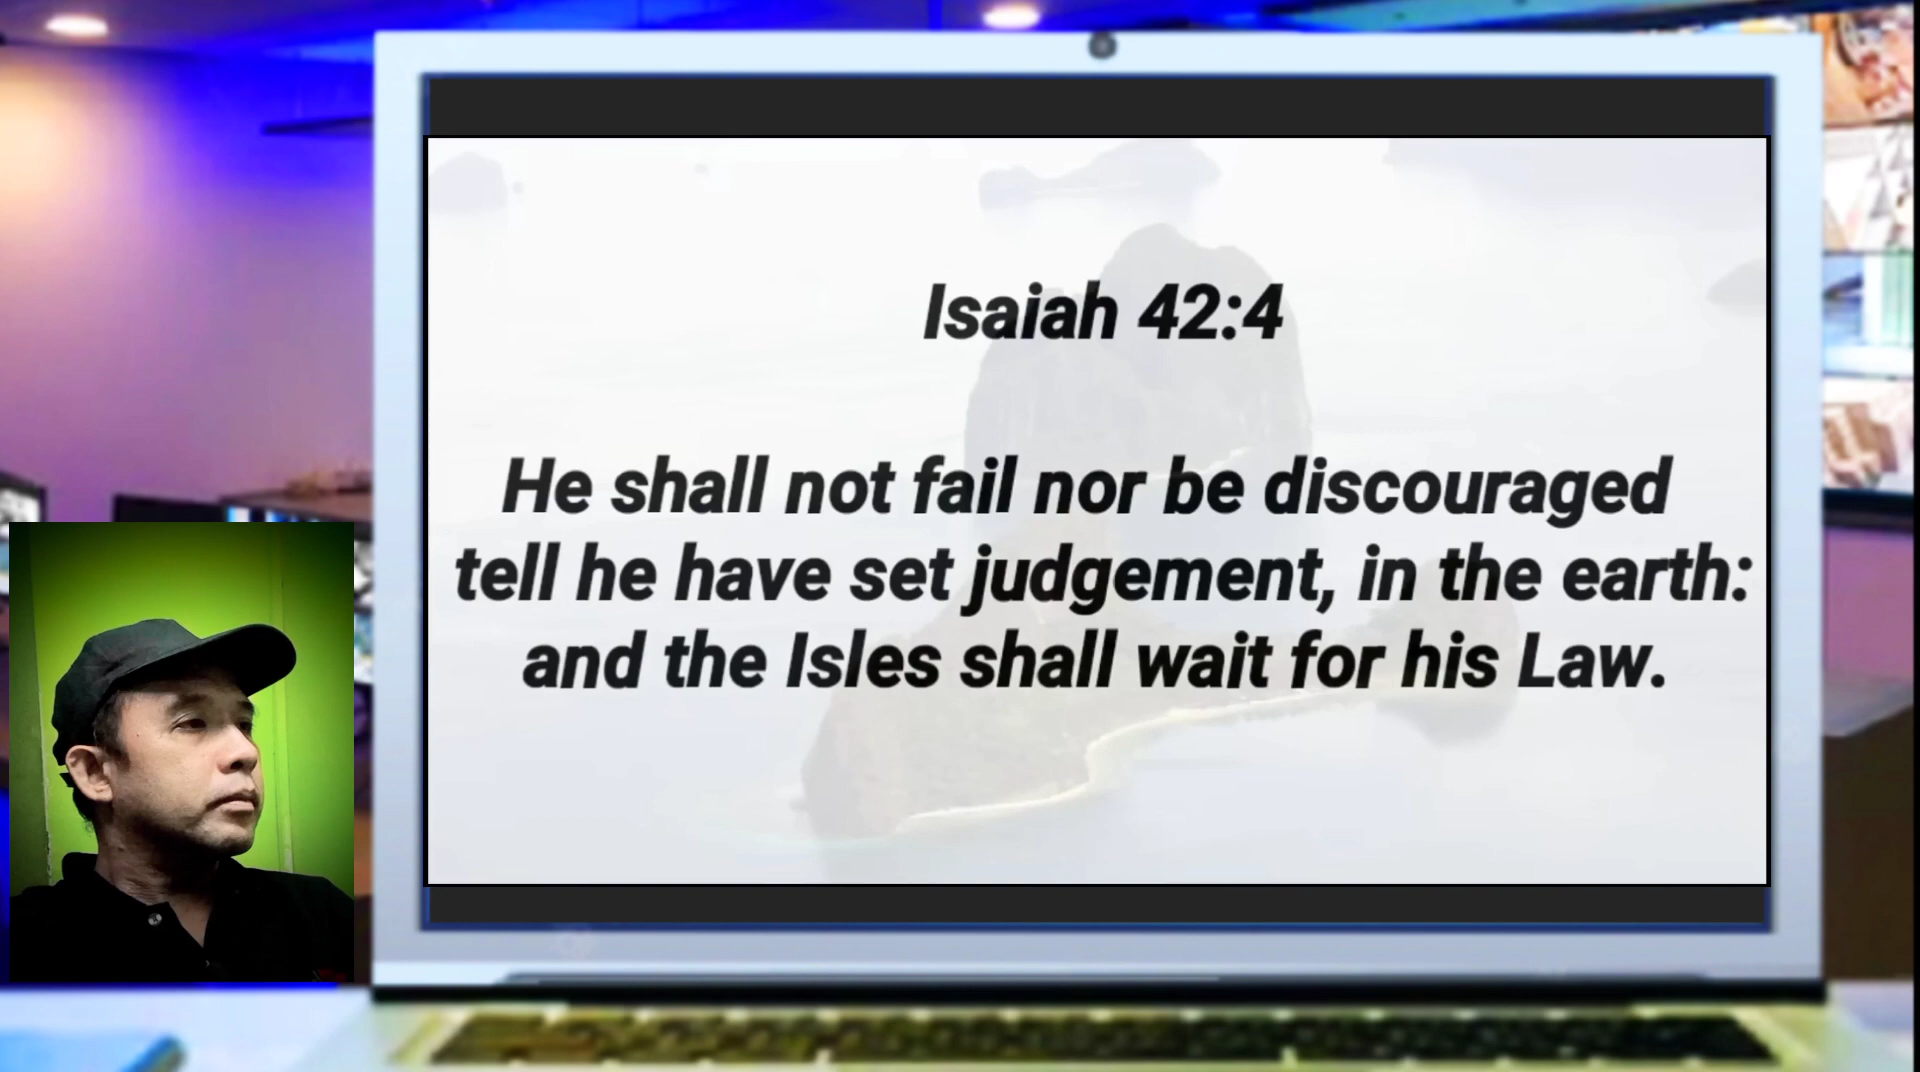 Isaiah 42:4
He shall not fail nor be discouraged
tell he have set judgement, in the earth:
and the Isles shall wait for his Law.